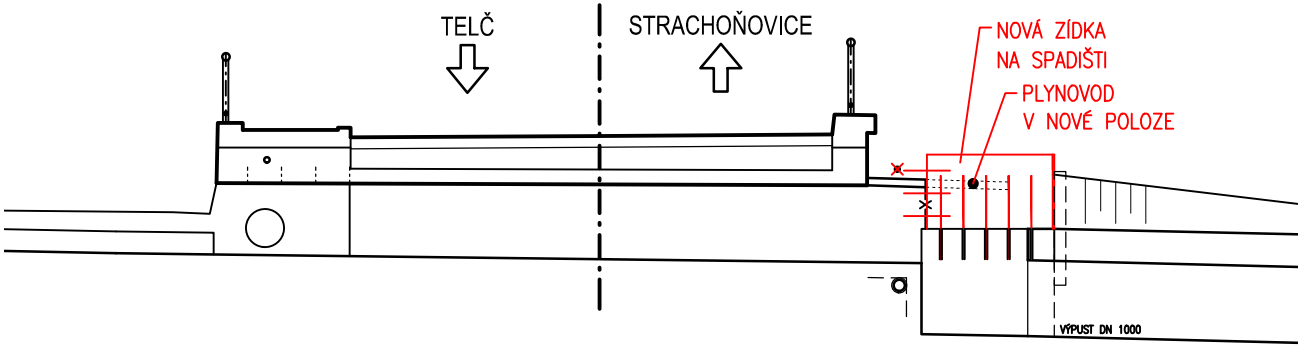 TELČ
STRACHOŇOVICE
NOVÁ ZÍDKA
NA SPADIŠTI
PLYNOVOD
V NOVÉ POLOZE
VÝPUST DN 1000